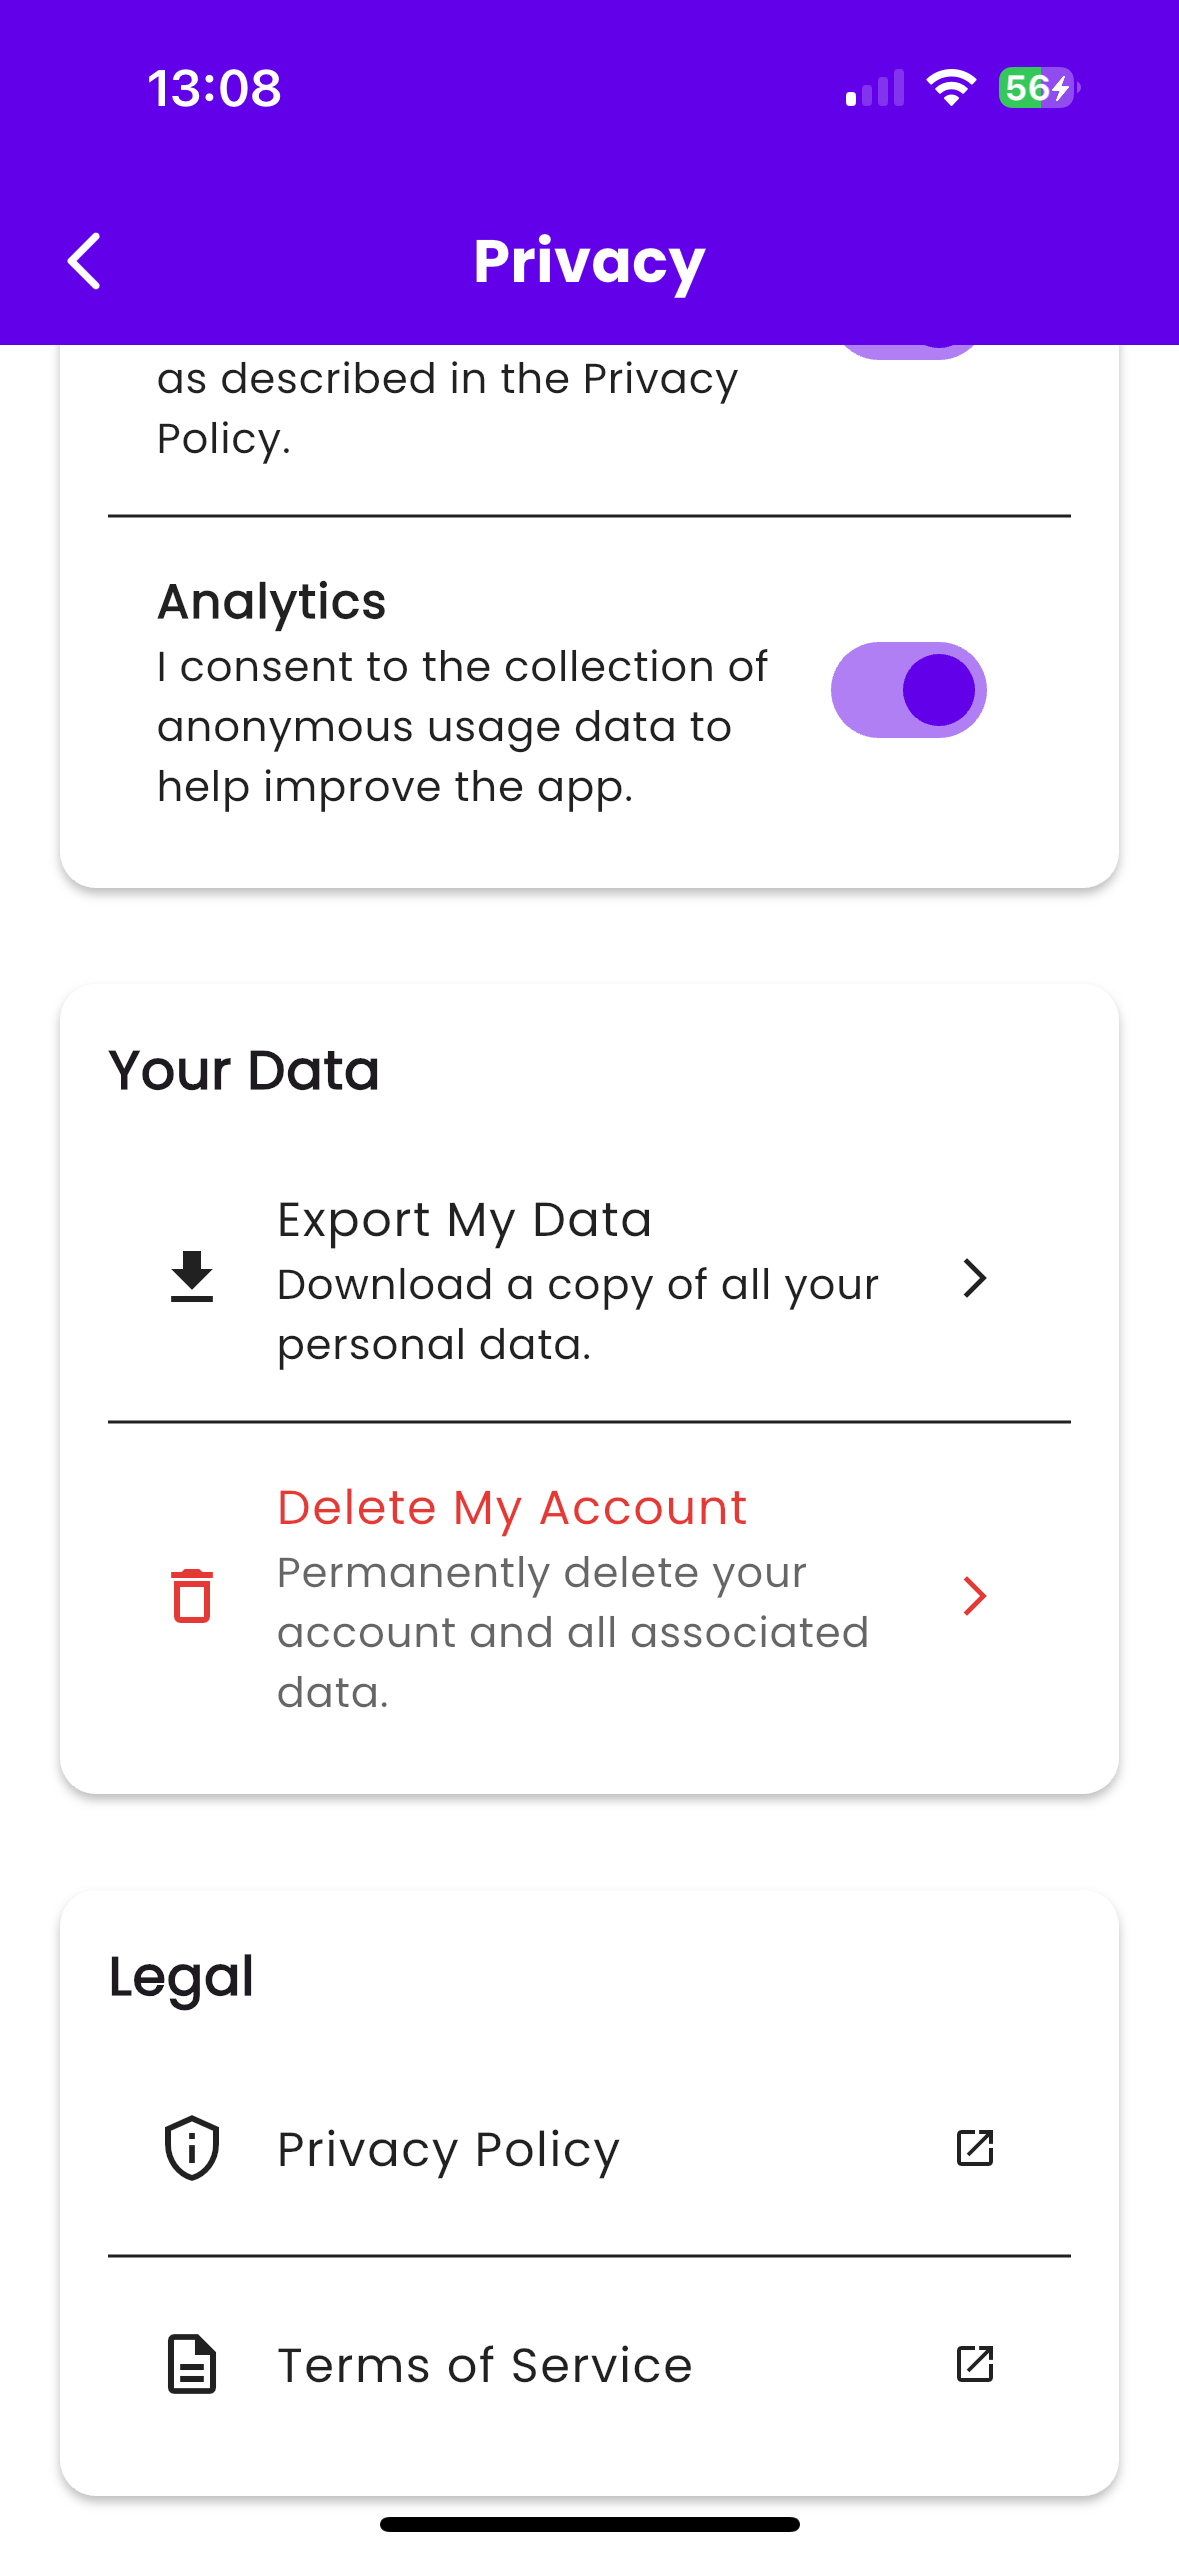 13:08
56
Privacy
as described in the Privacy
Policy.
Analytics
I consent to the collection of
anonymous usage data to
help improve the app.
Your Data
Export My Data
Download a copy of all your
personal data.
Delete My Account
Permanently delete your
account and all associated
data.
Legal
Privacy Policy
Terms of Service